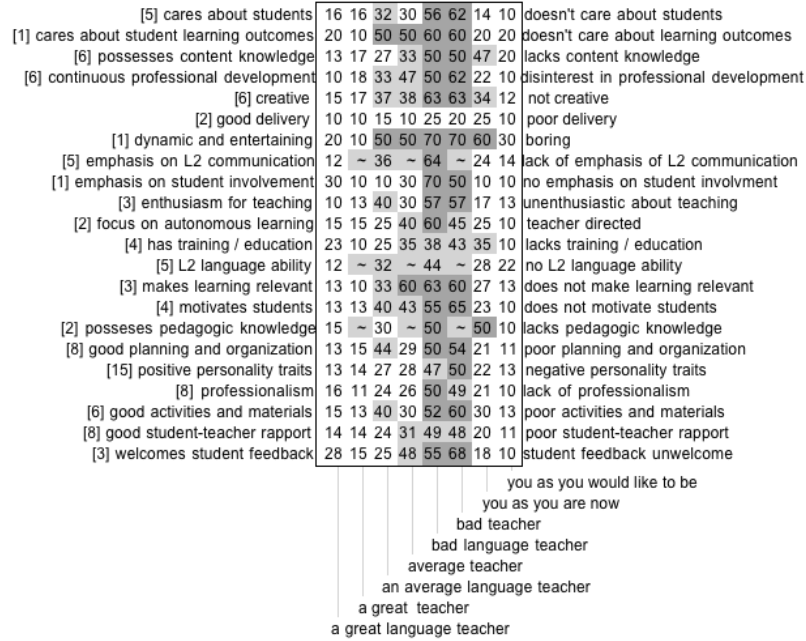 [5] cares about students 16 16 32 30 56 62 14 10 doesn't care about students
[1] cares about student learning outcomes 20 10 50 50 60 60 20 20 doesn't care about learning outcomes
[6] possesses content knowledge 13 17 27 33 50 50 47 20 lacks content knowledge
[6] continuous professional development 10 18 33 47 50 62 22 10 disinterest in professional development
[6] creative 15 17 37 38 63 63 34 12 not creative
[2] good delivery 10 10 15 10 25 20 25 10 poor delivery
[1] dynamic and entertaining 20 10 50 50 70 70 60 30 boring
[5] emphasis on L2 communication 12 ~ 36 ~ 64 ~ 24 14 lack of emphasis of L2 communication
[1] emphasis on student involvement 30 10 10 30 70 50 10 10 no emphasis on student involvment
[3] enthusiasm for teaching 10 13 40 30 57 57 17 13 unenthusiastic about teaching
[2] focus on autonomous learning 15 15 25 40 60 45 25 10 teacher directed
[4] has training / education 23 10 25 35 38 43 35 10 lacks training / education
[5] L2 language ability 12 ~ 32 ~ 44 ~ 28 22 no L2 language ability
[3] makes learning relevant 13 10 33 60 63 60 27 13 does not make learning relevant
[4] motivates students 13 13 40 43 55 65 23 10 does not motivate students
[2] posseses pedagogic knowledge 15 ~ 30 ~ 50 ~ 50 10 lacks pedagogic knowledge
[8] good planning and organization 13 15 44 29 50 54 21 11 poor planning and organization
[15] positive personality traits 13 14 27 28 47 50 22 13 negative personality traits
[8] professionalism 16 11 24 26 50 49 21 10 lack of professionalism
[6] good activities and materials 15 13 40 30 52 60 30 13 poor activities and materials
[8] good student-teacher rapport 14 14 24 31 49 48 20 11 poor student-teacher rapport
[3] welcomes student feedback 28 15 25 48 55 68 18 10 student feedback unwelcome
you as you would like to be
you as you are now
bad teacher
bad language teacher
average teacher
an average language teacher
a great teacher
a great language teacher